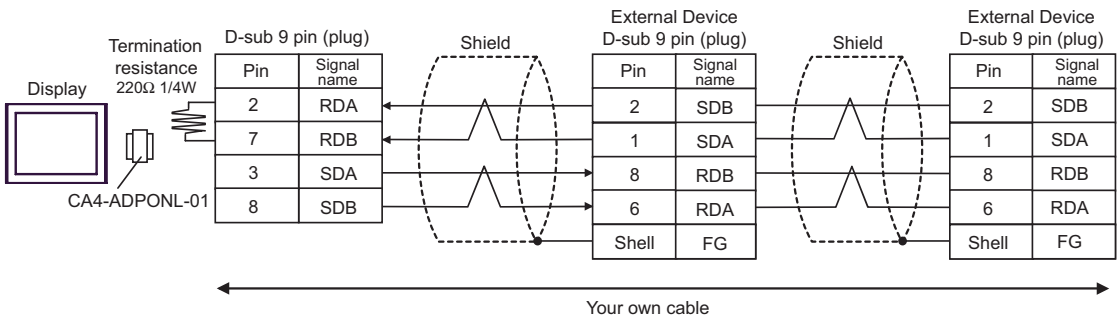 Display
CA4-ADPONL-01
Termination
resistance
220Ω 1/4W
D-sub 9 pin (plug)
Pin Signal name
2 RDA
7 RDB
3 SDA
8 SDB
Shield
External Device
D-sub 9 pin (plug)
Pin Signal name
2 SDB
1 SDA
8 RDB
6 RDA
Shell FG
Shield
External Device
D-sub 9 pin (plug)
Pin Signal name
2 SDB
1 SDA
8 RDB
6 RDA
Shell FG
Your own cable